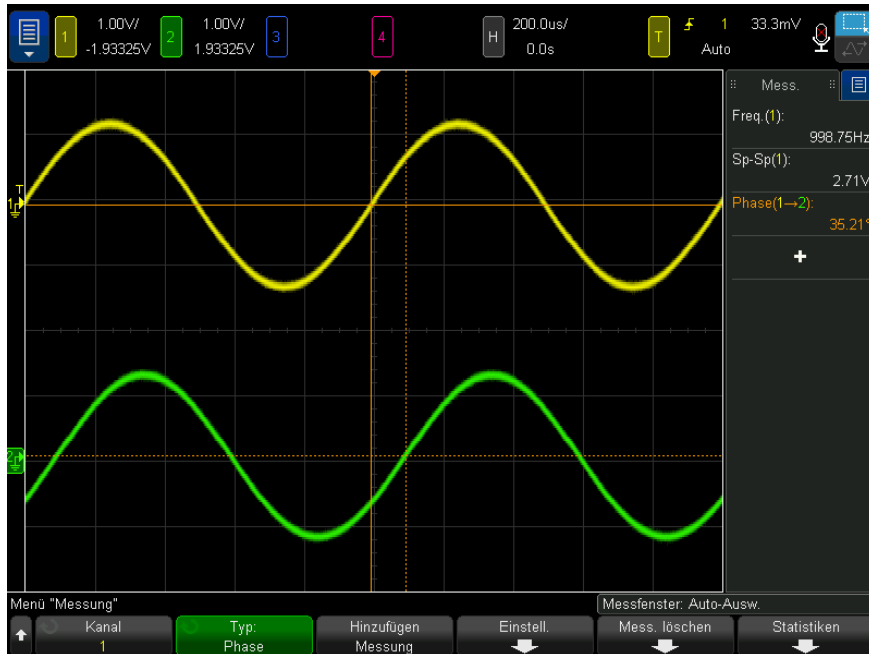 1 1.00V/ 2 1.00V/ 3 4 H 200.0us/ T 1 33.3mV
-1.93325V 1.93325V 0.0s Auto
Mess.
Freq.(1):
998.75Hz
Sp-Sp(1):
2.71V
Phase(1→2):
35.21°
+
T
1
2
Menü "Messung"
Messfenster: Auto-Ausw.
Kanal Typ: Hinzufügen Einstell. Mess. löschen Statistiken
1 Phase Messung